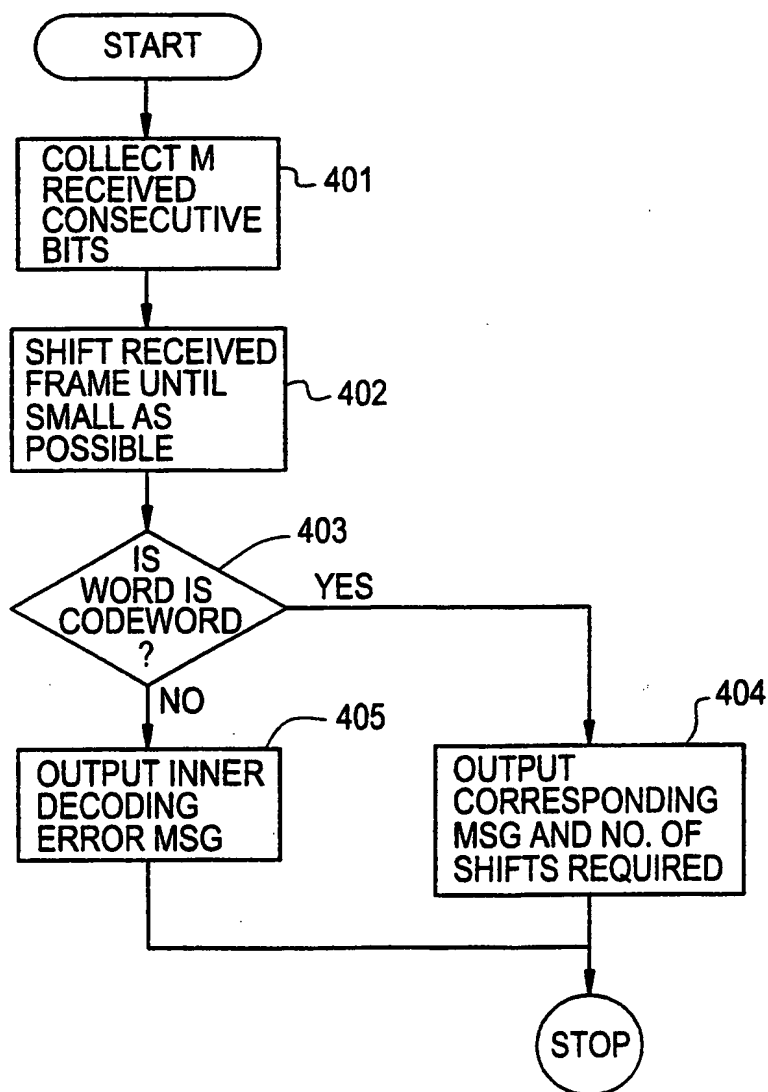 START
COLLECT M
RECEIVED
CONSECUTIVE
BITS
401
SHIFT RECEIVED
FRAME UNTIL
SMALL AS
POSSIBLE
402
403
IS
WORD IS
CODEWORD
?
YES
NO
405
OUTPUT INNER
DECODING
ERROR MSG
404
OUTPUT
CORRESPONDING
MSG AND NO. OF
SHIFTS REQUIRED
STOP